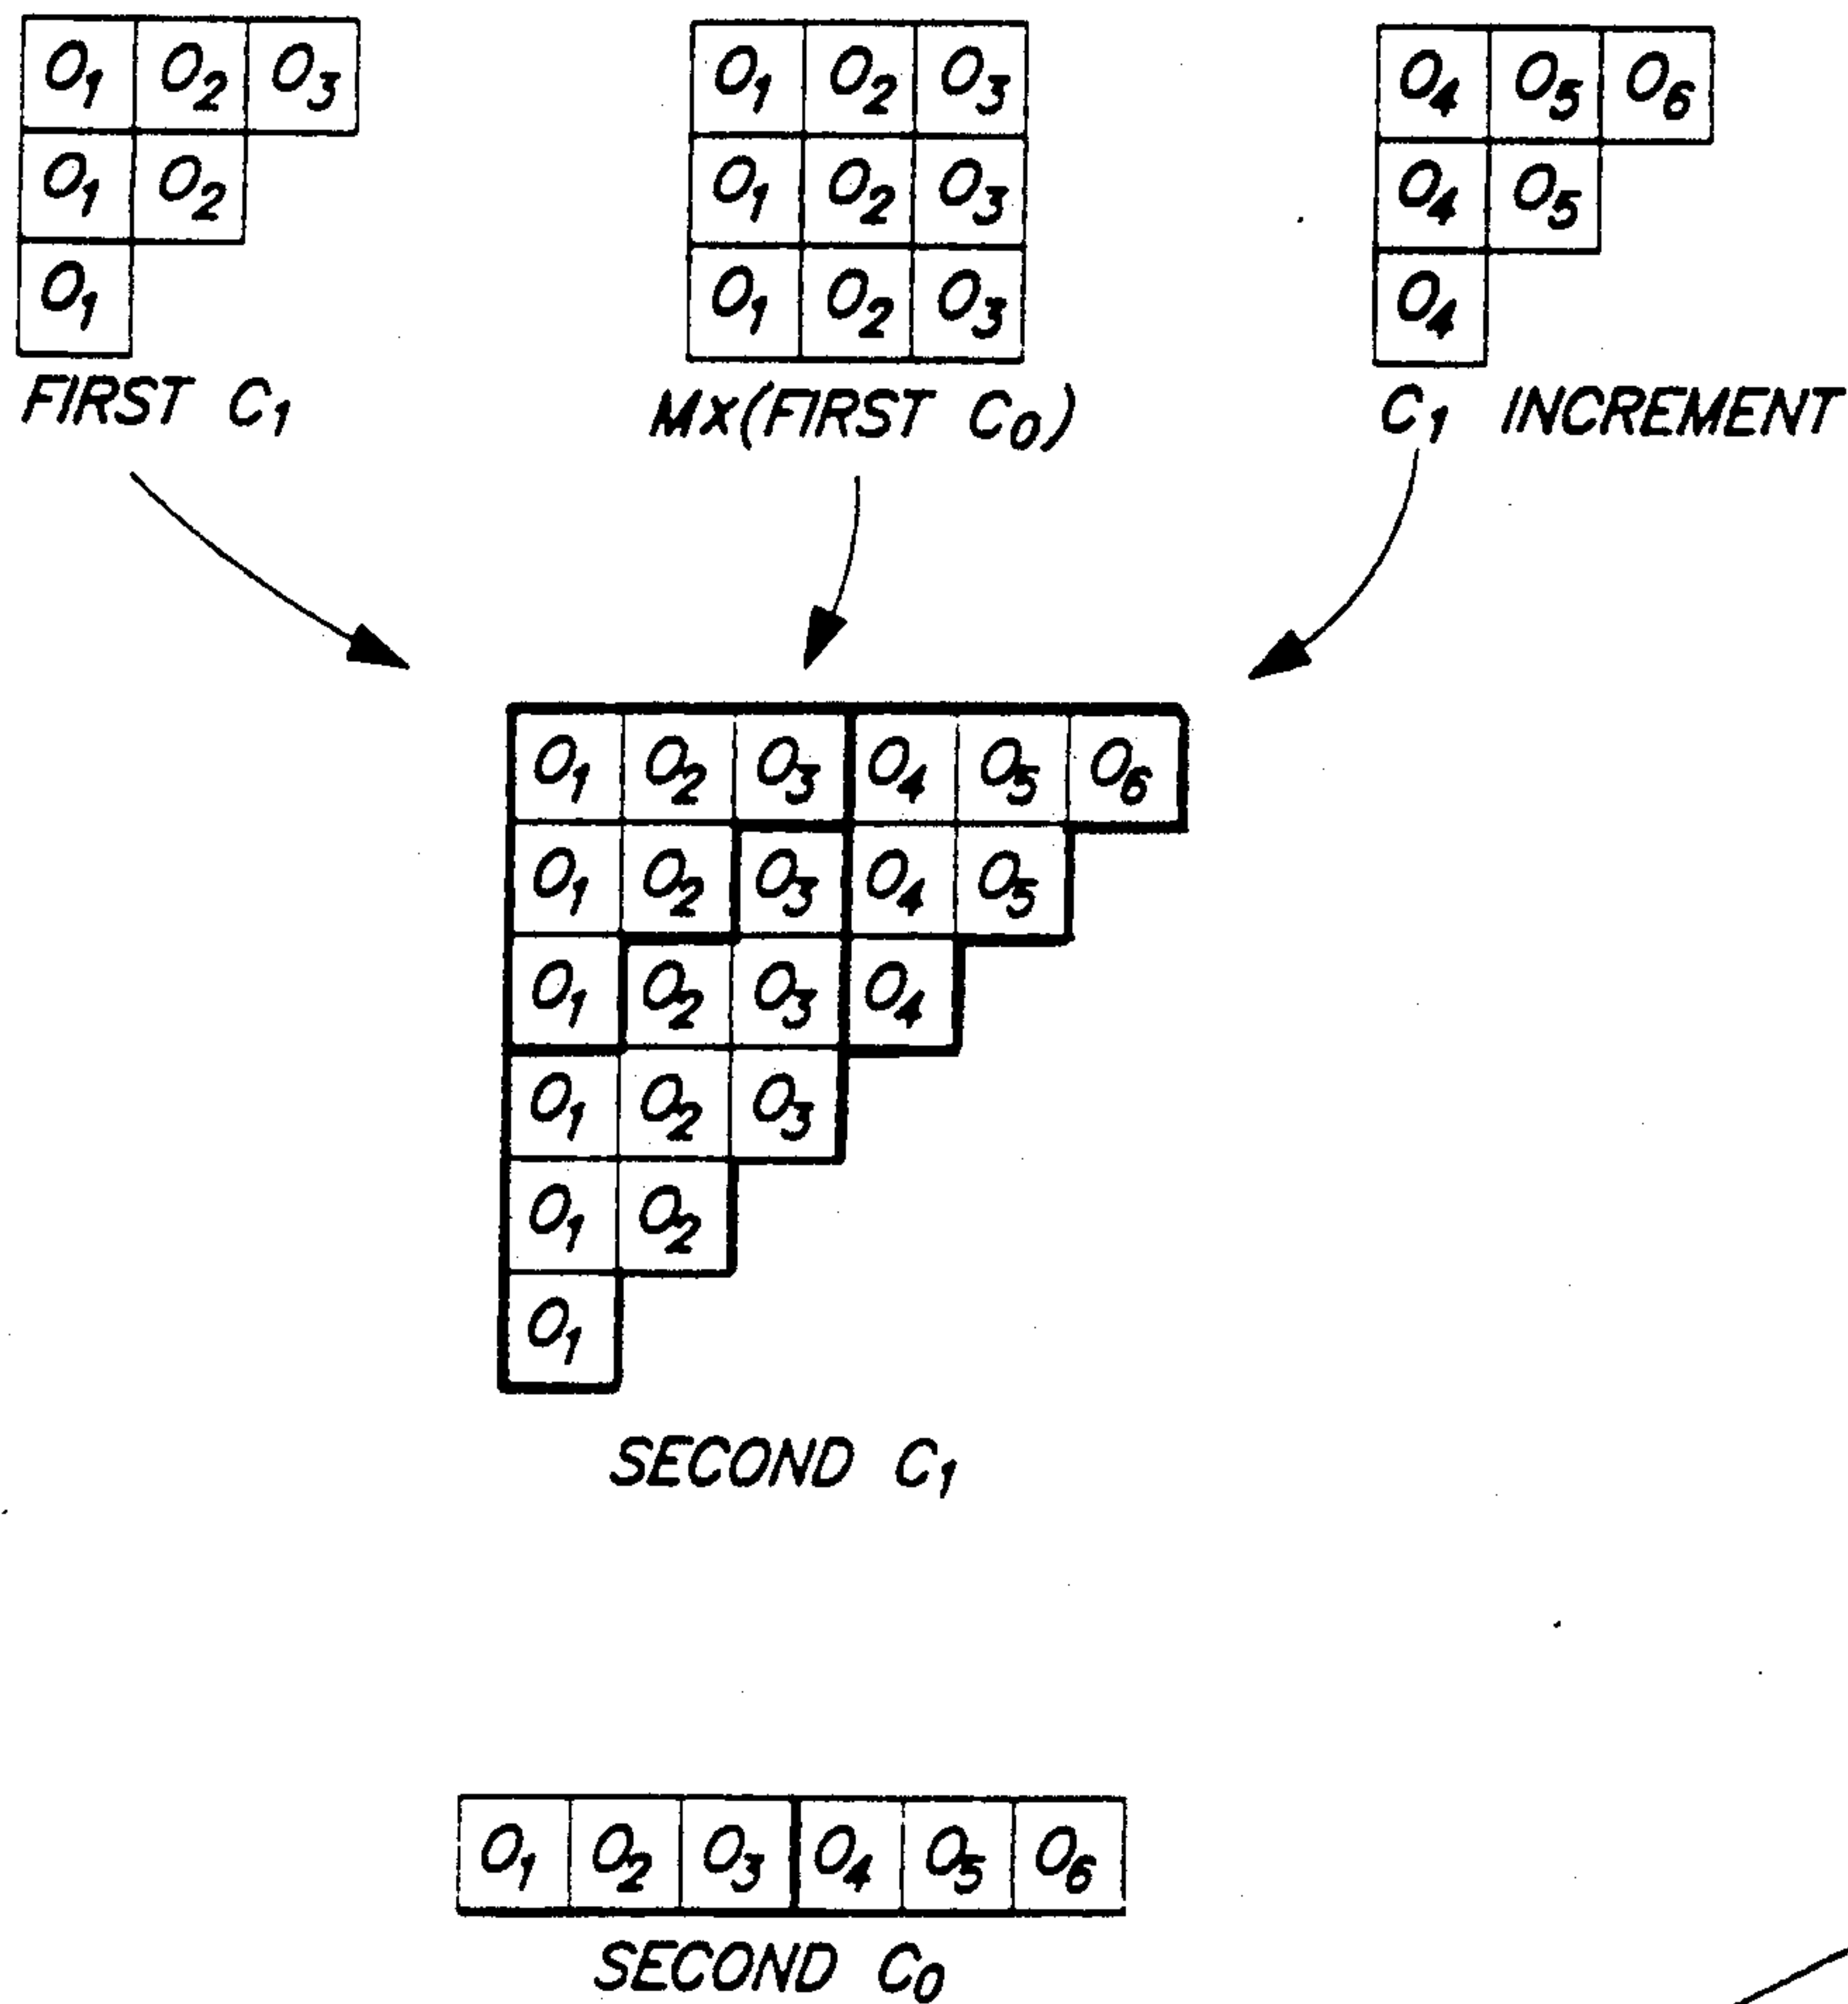 O1 O2 O3
O1 O2
O1
FIRST C1
O1 O2 O3
O1 O2 O3
O1 O2 O3
MX(FIRST C0)
O4 O5 O6
O4 O5
O4
C1 INCREMENT
O1 O2 O3 O4 O5 O6
O1 O2 O3 O4 O5
O1 O2 O3 O4
O1 O2 O3
O1 O2
O1
SECOND C1
O1 O2 O3 O4 O5 O6
SECOND C0